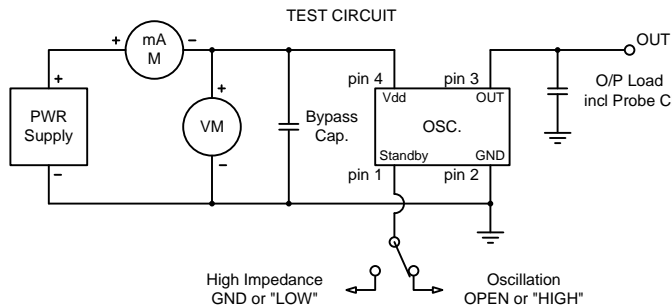 TEST CIRCUIT
mA
M
+
-
OUT
+
pin 4
pin 3
+
Vdd
OUT
O/P Load
incl Probe C
PWR
Supply
VM
Bypass
Cap.
OSC.
-
-
Standby
GND
pin 1
pin 2
High Impedance
GND or "LOW"
Oscillation
OPEN or "HIGH"